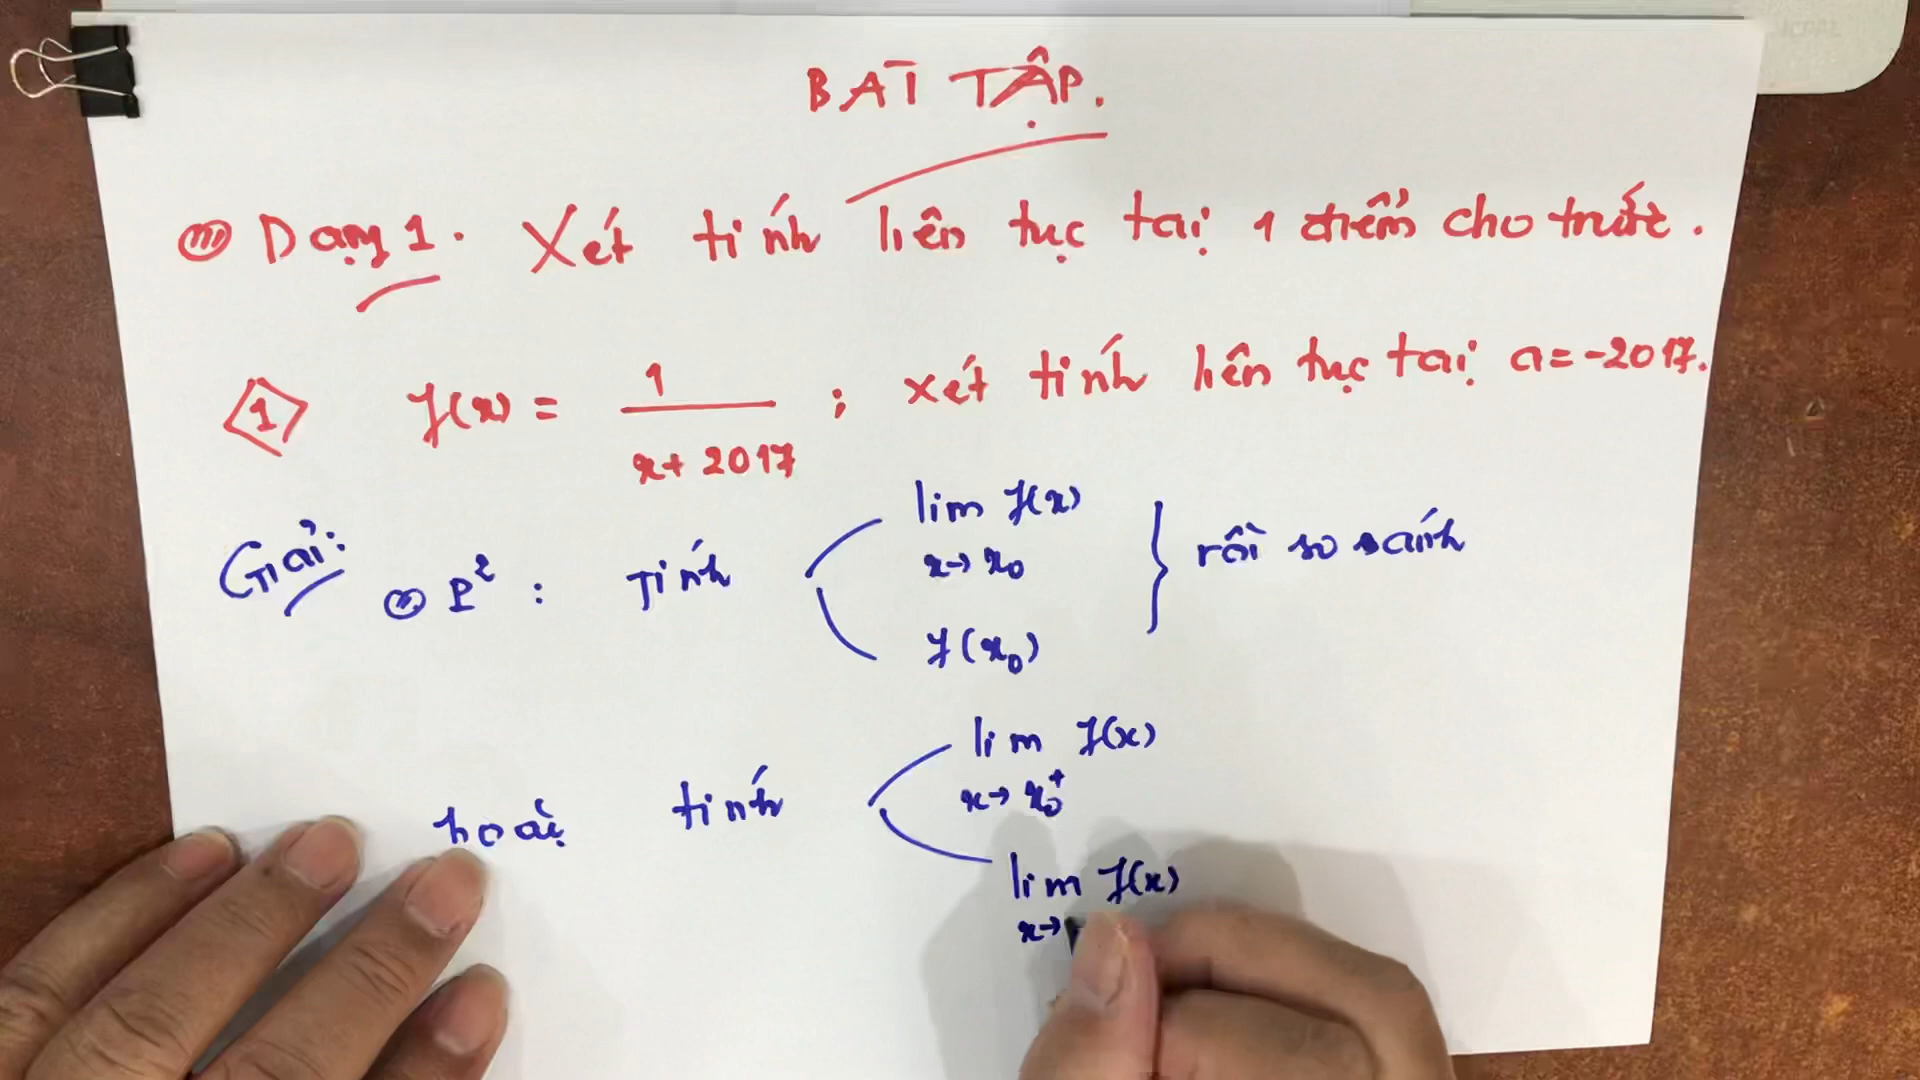 BÀI TẬP.
Dạng 1. Xét tính liên tục tại 1 điểm cho trước.
1 f(x) = 1 / (x + 2017) ; xét tính liên tục tại a = -2017.
Giải:
P² : Tính
lim f(x)
x → x₀
f(x₀)
} rồi so sánh
hoặc tính
lim f(x)
x → x₀⁺
lim f(x)
x →